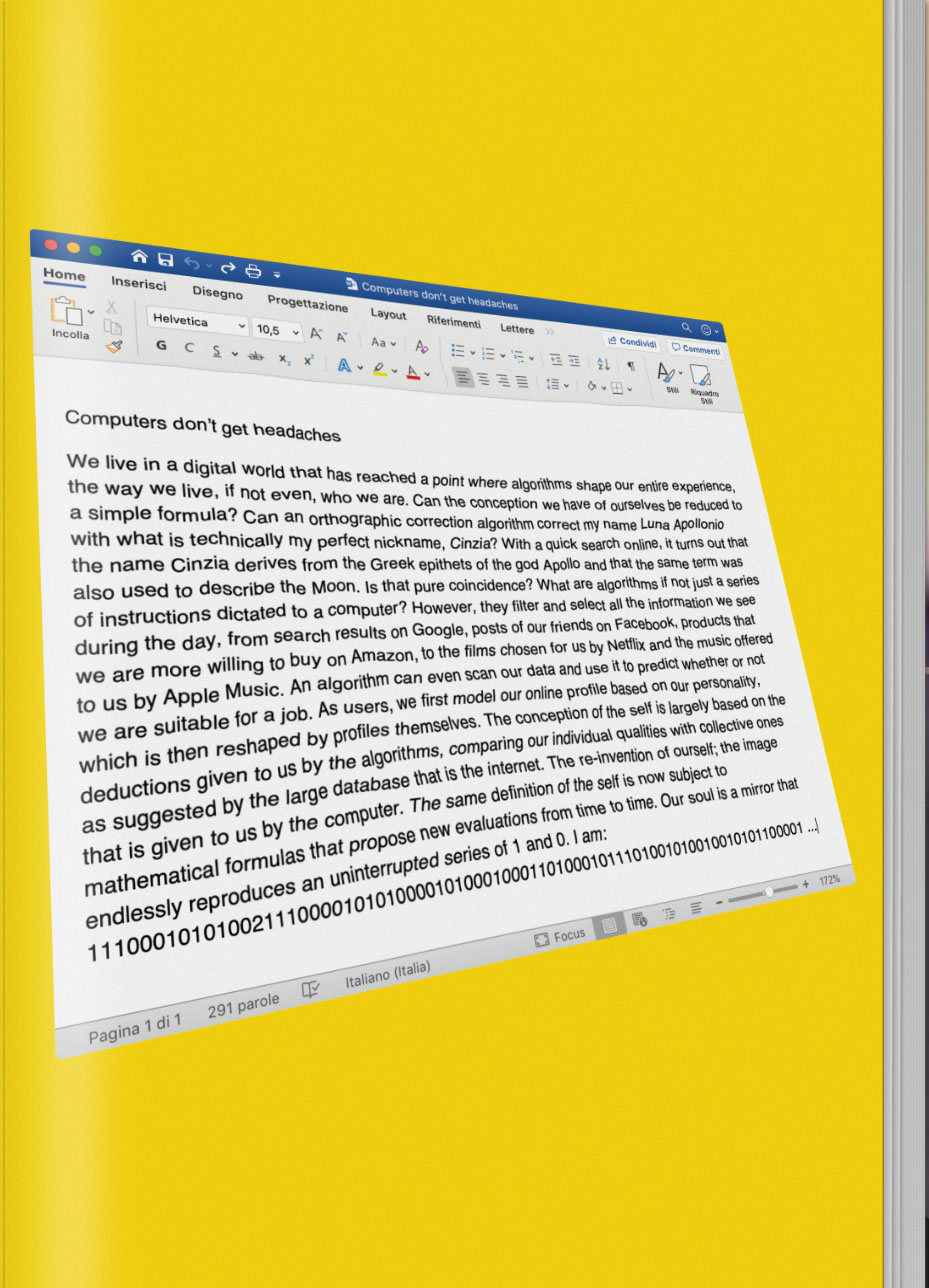 Computers don't get headaches
Home Inserisci Disegno Progettazione Layout Riferimenti Lettere
Condividi Commenti
Incolla Helvetica 10,5 Aa
G C S ab x₂ x² A A
Stili Riquadro Stili
Computers don't get headaches
We live in a digital world that has reached a point where algorithms shape our entire experience,
the way we live, if not even, who we are. Can the conception we have of ourselves be reduced to
a simple formula? Can an orthographic correction algorithm correct my name Luna Apollonio
with what is technically my perfect nickname, Cinzia? With a quick search online, it turns out that
the name Cinzia derives from the Greek epithets of the god Apollo and that the same term was
also used to describe the Moon. Is that pure coincidence? What are algorithms if not just a series
of instructions dictated to a computer? However, they filter and select all the information we see
during the day, from search results on Google, posts of our friends on Facebook, products that
we are more willing to buy on Amazon, to the films chosen for us by Netflix and the music offered
to us by Apple Music. An algorithm can even scan our data and use it to predict whether or not
we are suitable for a job. As users, we first model our online profile based on our personality,
which is then reshaped by profiles themselves. The conception of the self is largely based on the
deductions given to us by the algorithms, comparing our individual qualities with collective ones
as suggested by the large database that is the internet. The re-invention of ourself; the image
that is given to us by the computer. The same definition of the self is now subject to
mathematical formulas that propose new evaluations from time to time. Our soul is a mirror that
endlessly reproduces an uninterrupted series of 1 and 0. I am:
1110001010100211100001010100001010001000110100010111010010100100101011​00001 ...
Pagina 1 di 1 291 parole Italiano (Italia) Focus 172%